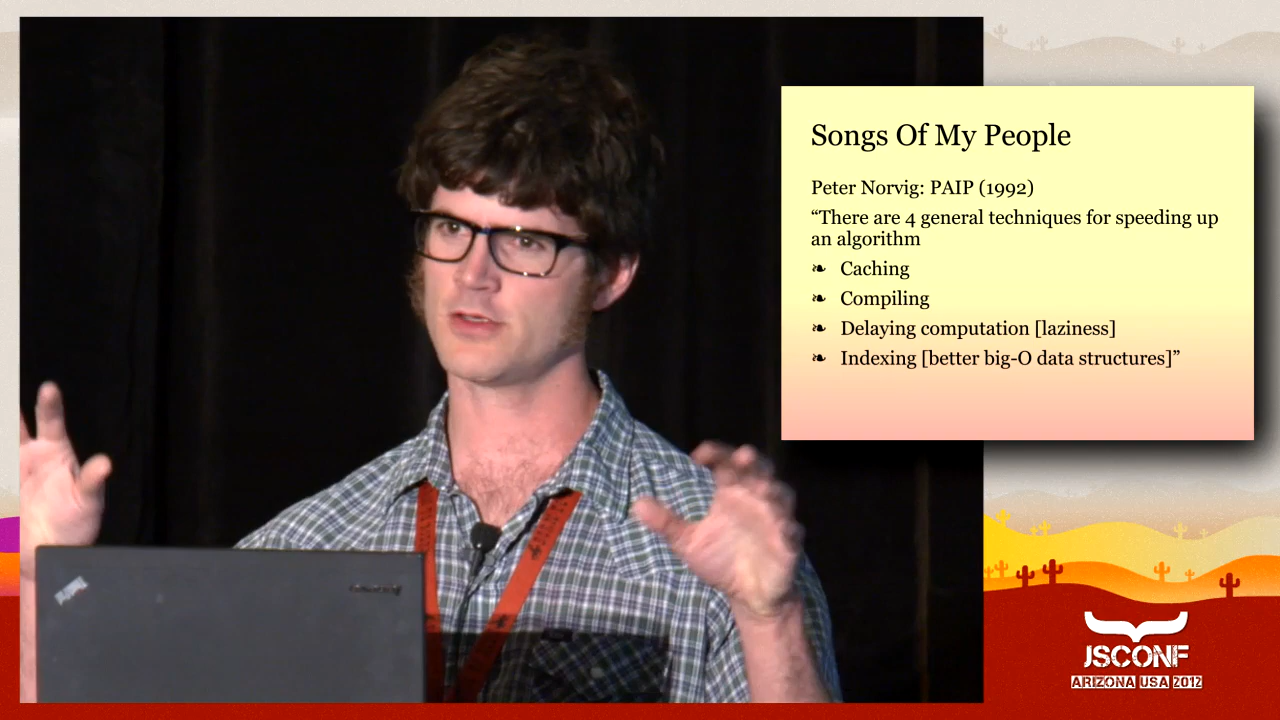 Songs Of My People
Peter Norvig: PAIP (1992)
“There are 4 general techniques for speeding up
an algorithm
❧ Caching
❧ Compiling
❧ Delaying computation [laziness]
❧ Indexing [better big-O data structures]”
JSCONF
ARIZONA USA 2012